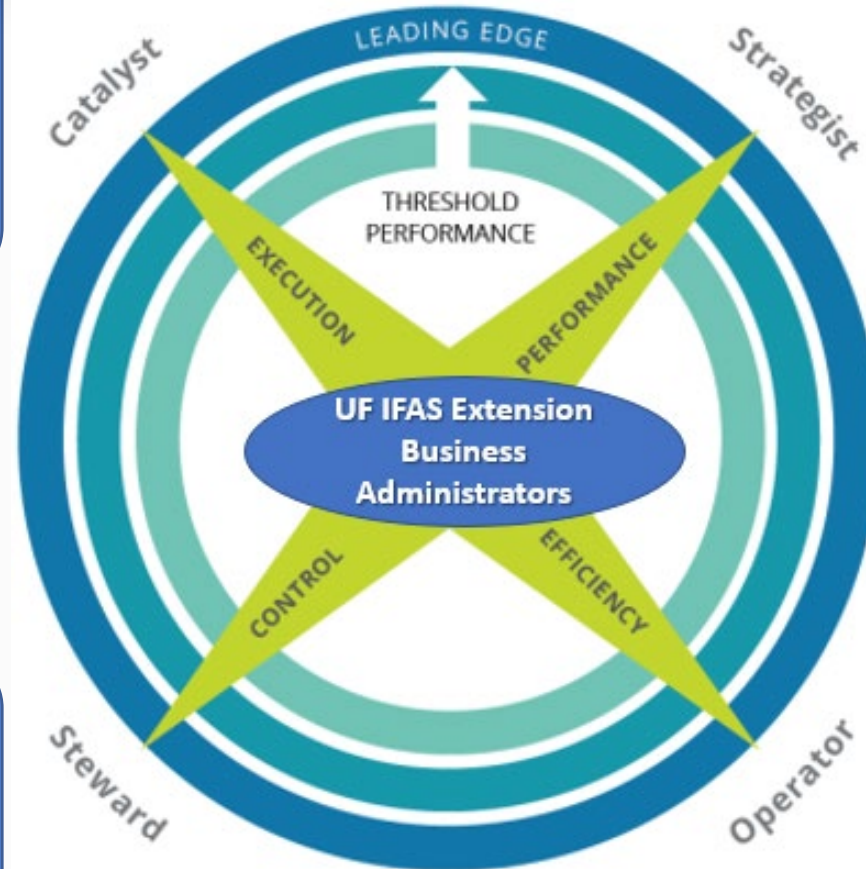 LEADING EDGE
Catalyst
Strategist
THRESHOLD
PERFORMANCE
EXECUTION
PERFORMANCE
UF IFAS Extension
Business
Administrators
CONTROL
EFFICIENCY
Steward
Operator